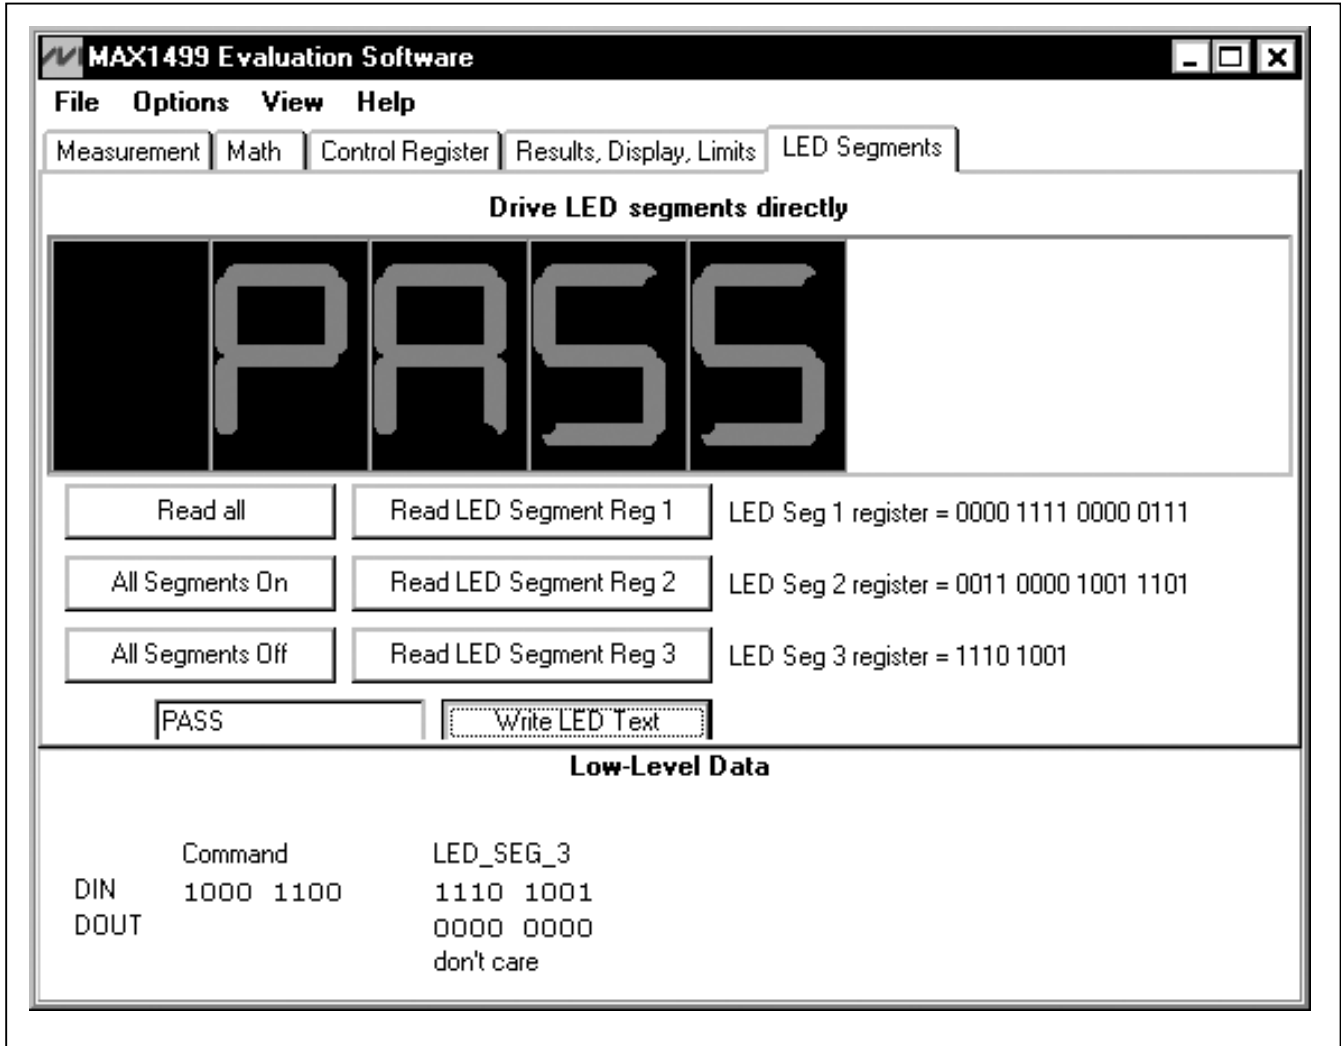 MAX1499 Evaluation Software
File Options View Help
Measurement Math Control Register Results, Display, Limits LED Segments
Drive LED segments directly
PASS
Read all Read LED Segment Reg 1 LED Seg 1 register = 0000 1111 0000 0111
All Segments On Read LED Segment Reg 2 LED Seg 2 register = 0011 0000 1001 1101
All Segments Off Read LED Segment Reg 3 LED Seg 3 register = 1110 1001
PASS Write LED Text
Low-Level Data
Command LED_SEG_3
DIN 1000 1100 1110 1001
DOUT 0000 0000
don't care